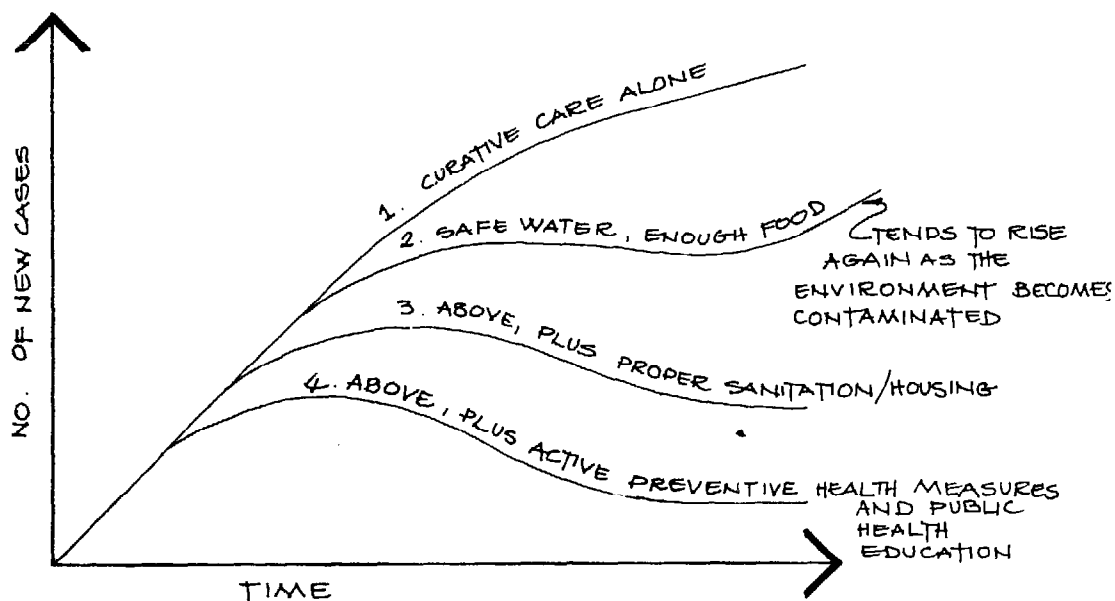 NO. OF NEW CASES
1. CURATIVE CARE ALONE
2. SAFE WATER, ENOUGH FOOD
TENDS TO RISE
AGAIN AS THE
ENVIRONMENT BECOMES
CONTAMINATED
3. ABOVE, PLUS PROPER SANITATION/HOUSING
4. ABOVE, PLUS ACTIVE PREVENTIVE HEALTH MEASURES
AND PUBLIC
HEALTH
EDUCATION
TIME